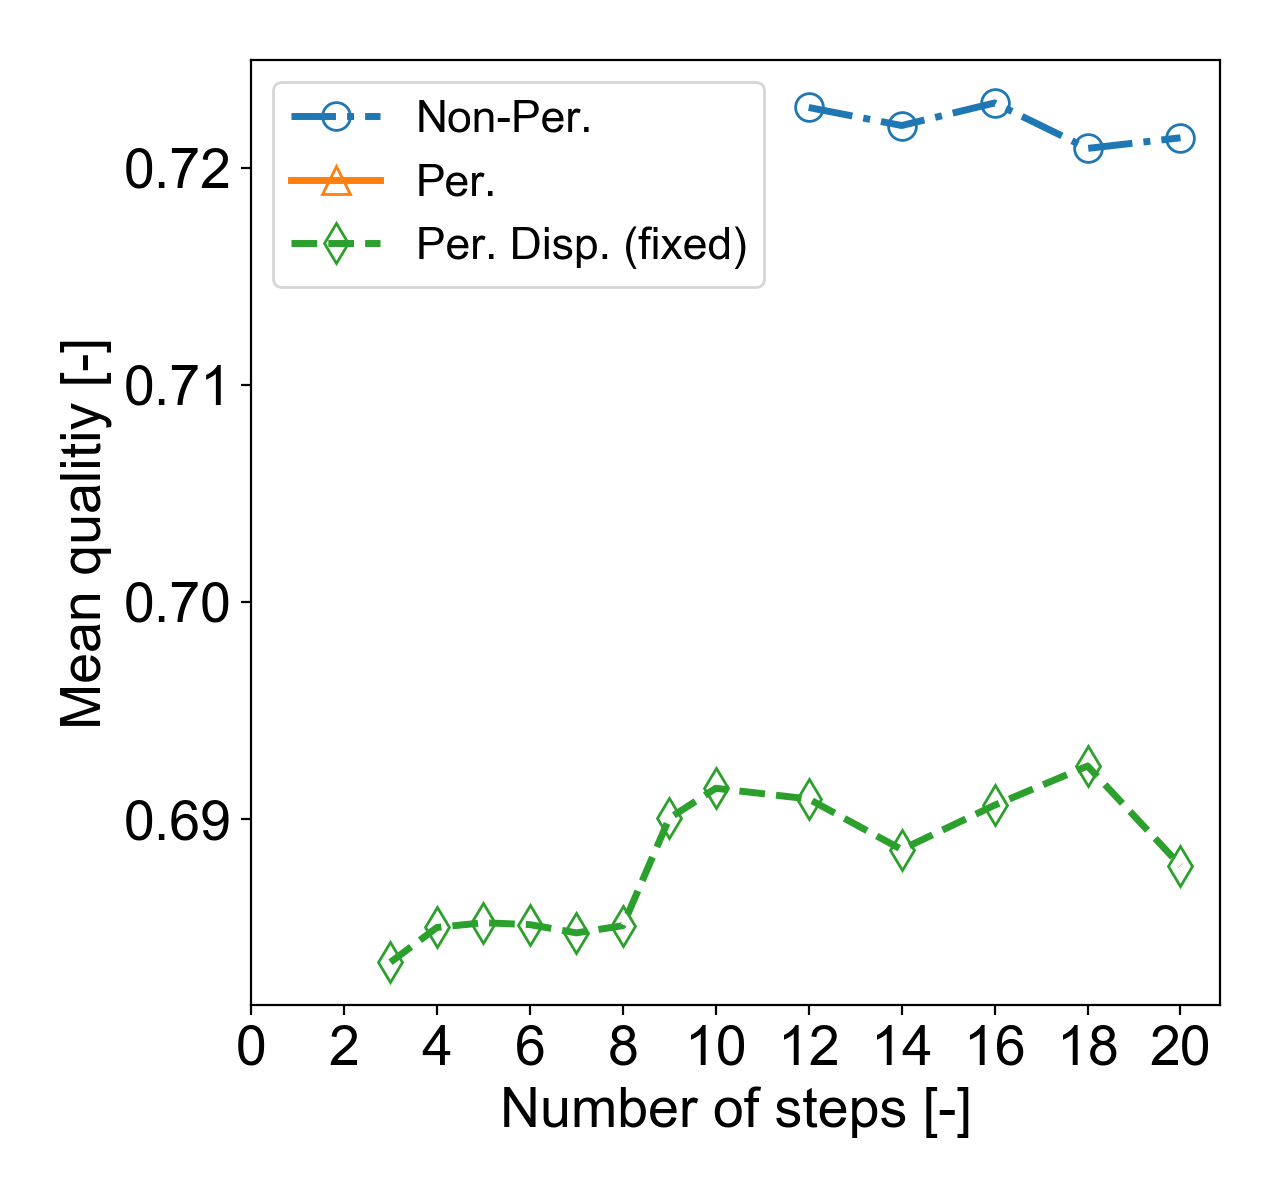 Non-Per.
Per.
Per. Disp. (fixed)
0.72
0.71
0.70
0.69
Mean qualitiy [-]
0 2 4 6 8 10 12 14 16 18 20
Number of steps [-]